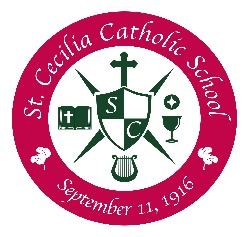 St. Cecilia Catholic School
S
C
September 11, 1916